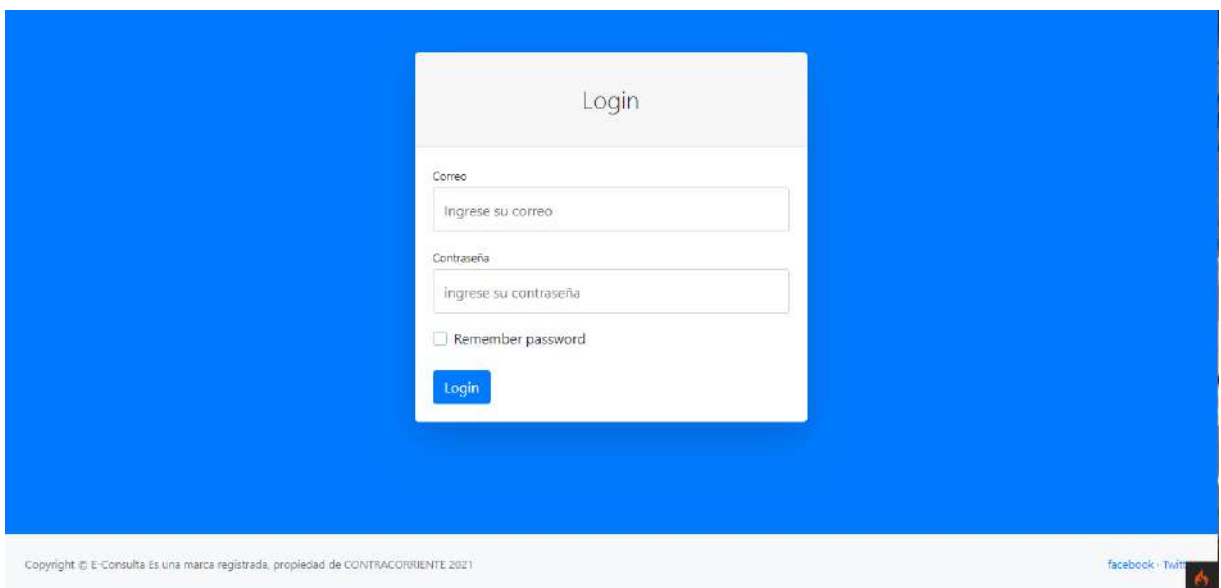 Login
Correo
Ingrese su correo
Contraseña
ingrese su contraseña
Remember password
Login
Copyright © E-Consulta Es una marca registrada, propiedad de CONTRACORRIENTE 2021
facebook ·